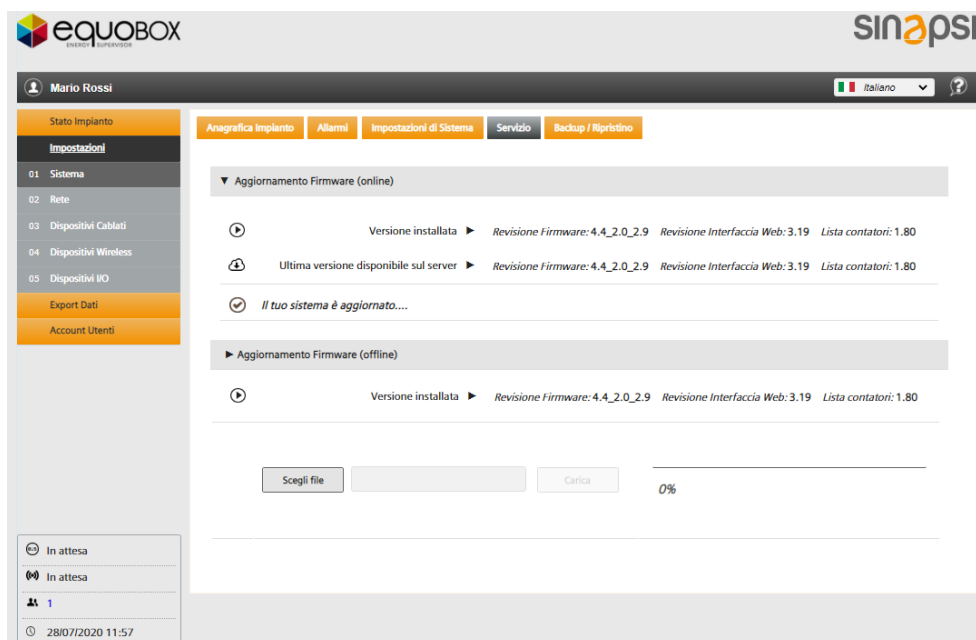 equoBOX
ENERGY SUPERVISOR
sinapsi
Mario Rossi
Italiano
Stato Impianto
Impostazioni
01 Sistema
02 Rete
03 Dispositivi Cablati
04 Dispositivi Wireless
05 Dispositivi I/O
Export Dati
Account Utenti
Anagrafica Impianto Allarmi Impostazioni di Sistema Servizio Backup / Ripristino
▼ Aggiornamento Firmware (online)
Versione installata ► Revisione Firmware: 4.4_2.0_2.9 Revisione Interfaccia Web: 3.19 Lista contatori: 1.80
Ultima versione disponibile sul server ► Revisione Firmware: 4.4_2.0_2.9 Revisione Interfaccia Web: 3.19 Lista contatori: 1.80
Il tuo sistema è aggiornato....
► Aggiornamento Firmware (offline)
Versione installata ► Revisione Firmware: 4.4_2.0_2.9 Revisione Interfaccia Web: 3.19 Lista contatori: 1.80
Scegli file Carica 0%
In attesa
In attesa
1
28/07/2020 11:57